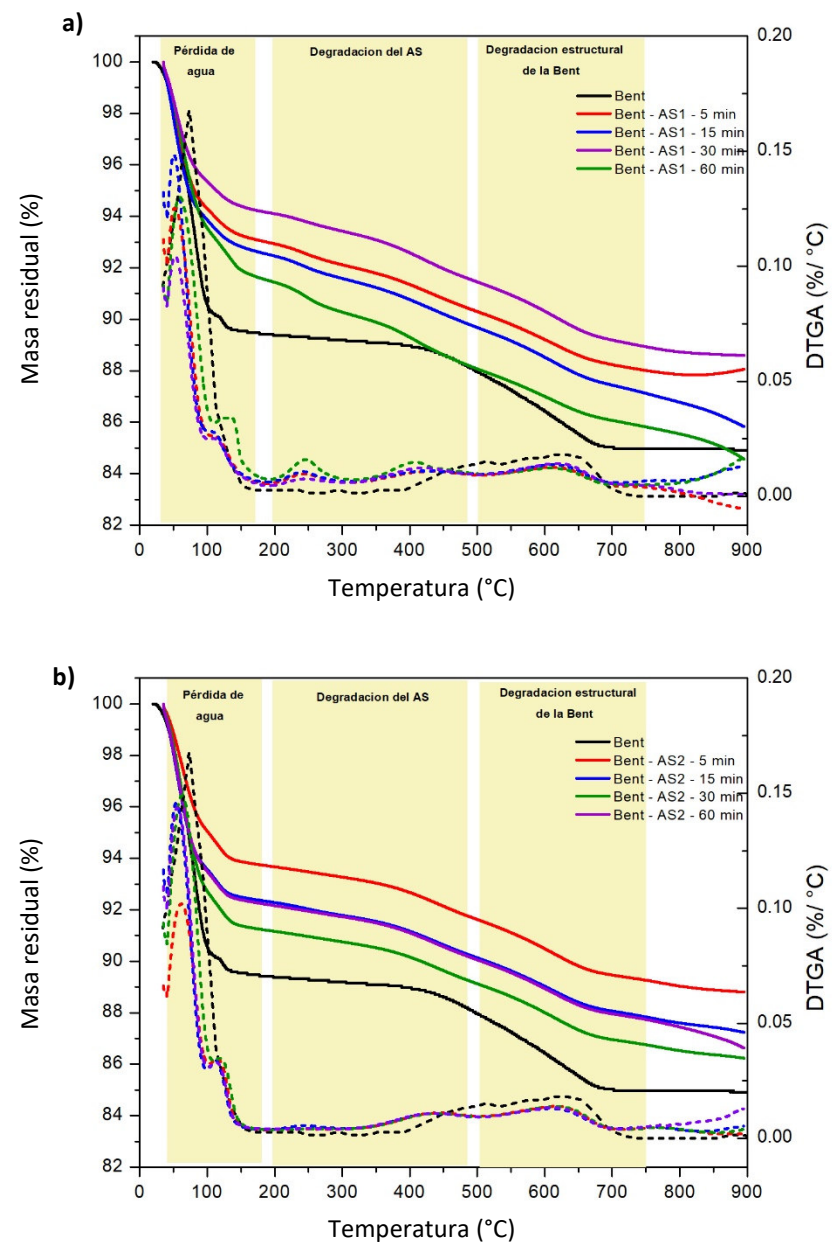 a)
Pérdida de
agua
Degradacion del AS
Degradacion estructural
de la Bent
Bent
Bent - AS1 - 5 min
Bent - AS1 - 15 min
Bent - AS1 - 30 min
Bent - AS1 - 60 min
100
98
96
94
92
90
88
86
84
82
Masa residual (%)
0.20
0.15
0.10
0.05
0.00
DTGA (%/ °C)
0
100
200
300
400
500
600
700
800
900
Temperatura (°C)
b)
Pérdida de
agua
Degradacion del AS
Degradacion estructural
de la Bent
Bent
Bent - AS2 - 5 min
Bent - AS2 - 15 min
Bent - AS2 - 30 min
Bent - AS2 - 60 min
100
98
96
94
92
90
88
86
84
82
Masa residual (%)
0.20
0.15
0.10
0.05
0.00
DTGA (%/ °C)
0
100
200
300
400
500
600
700
800
900
Temperatura (°C)